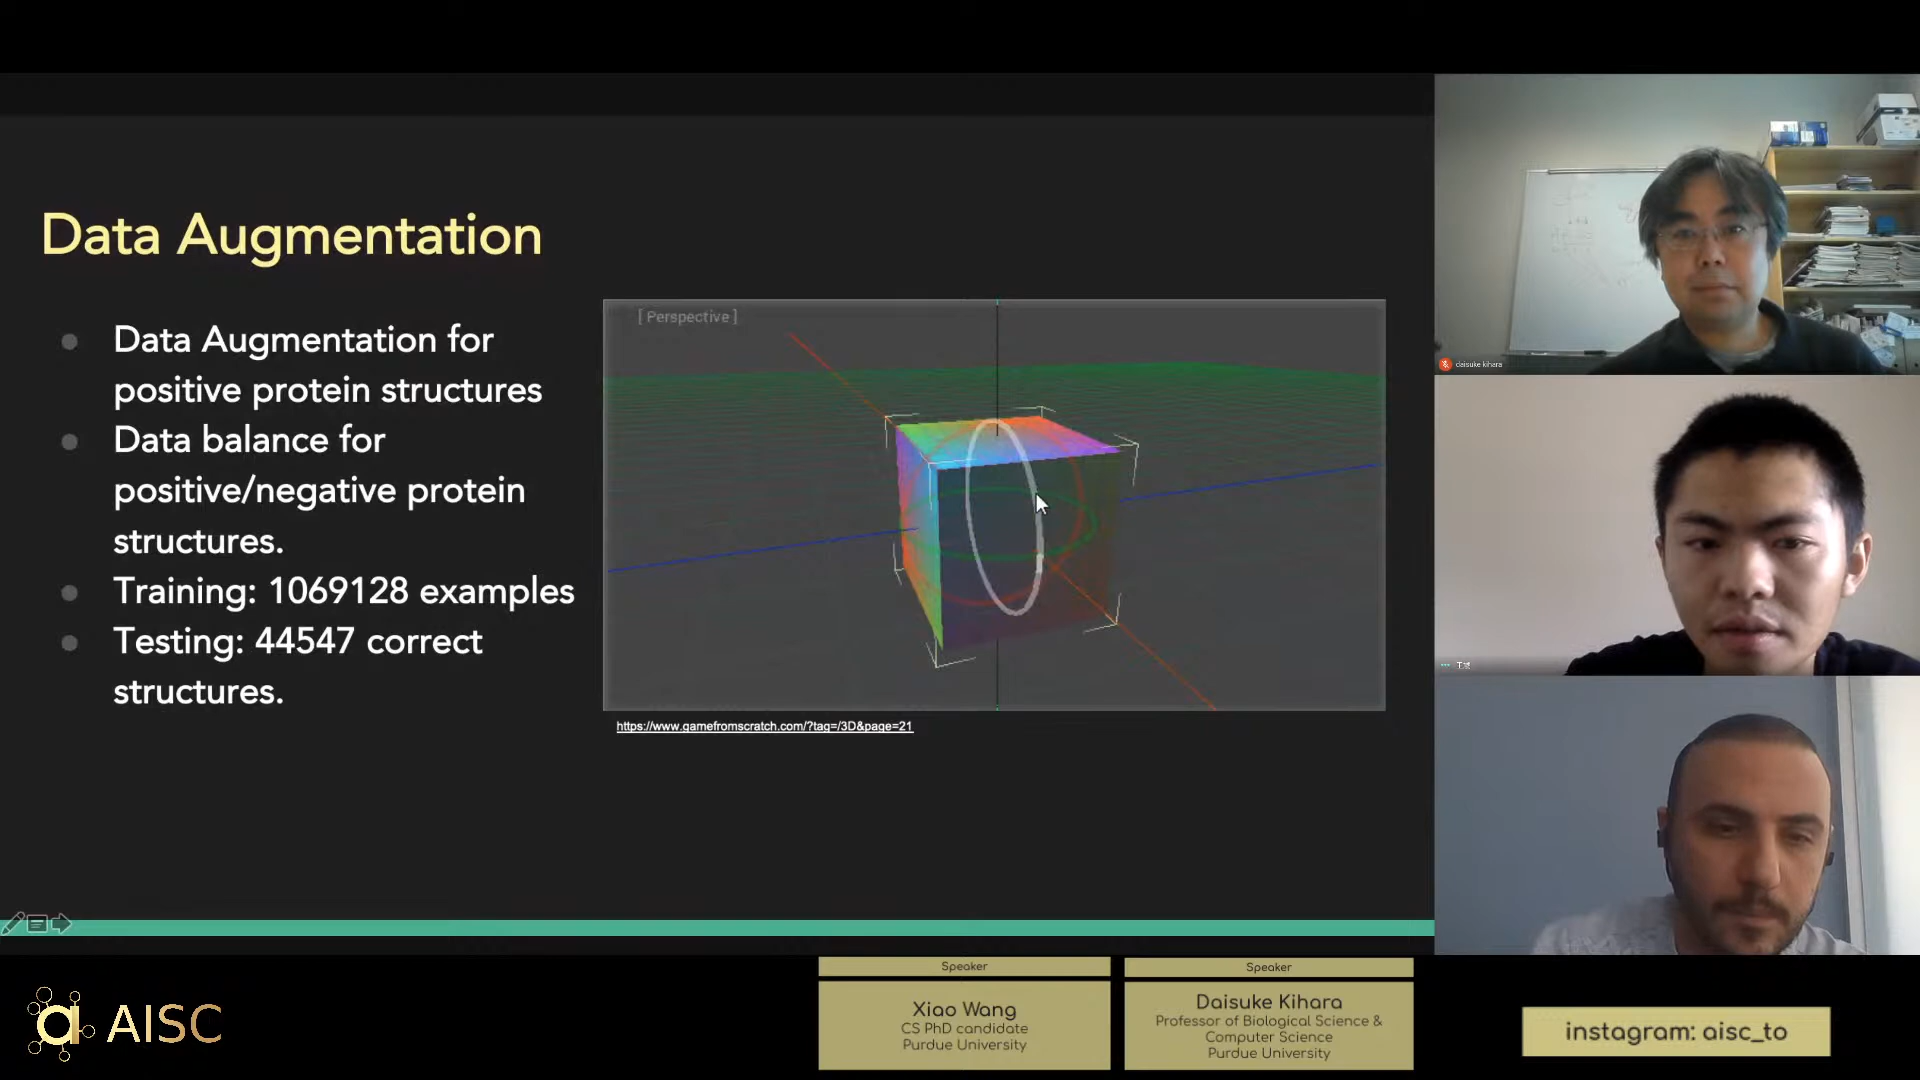 Data Augmentation
Data Augmentation for
positive protein structures
Data balance for
positive/negative protein
structures.
Training: 1069128 examples
Testing: 44547 correct
structures.
[ Perspective ]
https://www.gamefromscratch.com/?tag=/3D&page=21
daisuke kihara
AISC
Speaker
Xiao Wang
CS PhD candidate
Purdue University
Speaker
Daisuke Kihara
Professor of Biological Science &
Computer Science
Purdue University
instagram: aisc_to